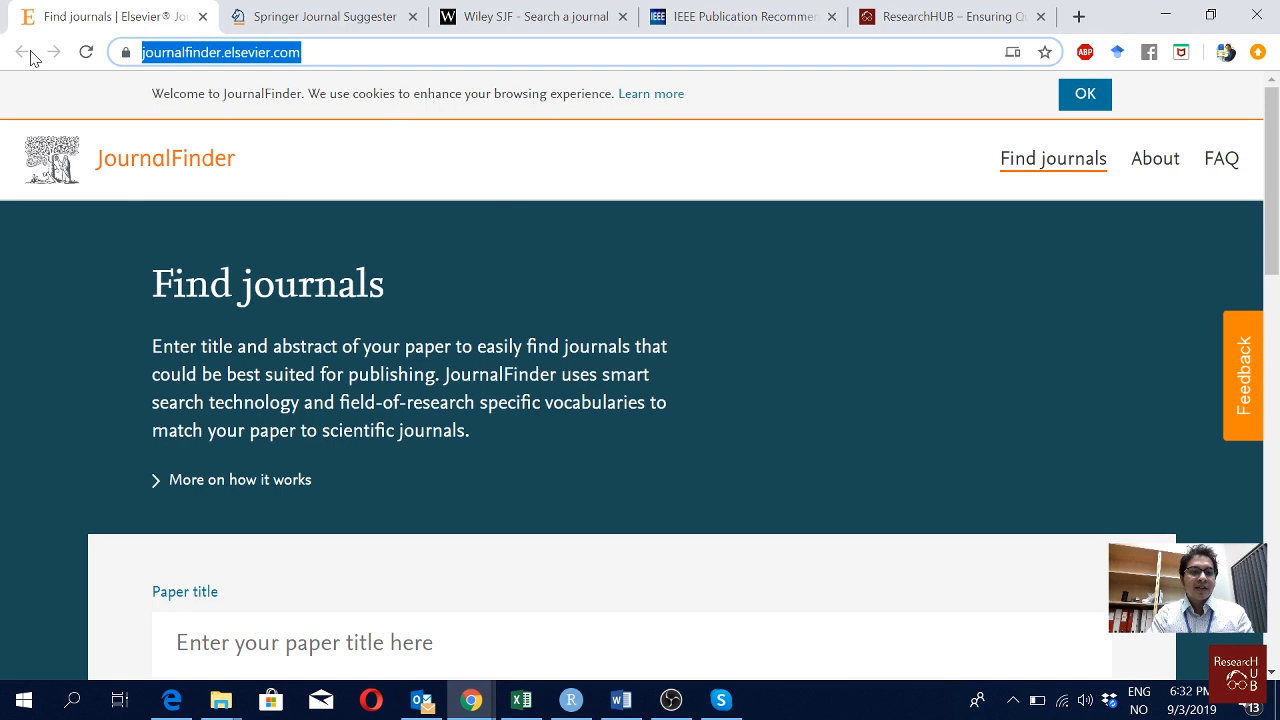 Find journals | Elsevier® Jo
Springer Journal Suggester
Wiley SJF - Search a journal
IEEE Publication Recomme
ResearchHUB – Ensuring Qu
journalfinder.elsevier.com
ABP
Welcome to JournalFinder. We use cookies to enhance your browsing experience. Learn more
OK
JournalFinder
Find journals
About
FAQ
Find journals
Enter title and abstract of your paper to easily find journals that
could be best suited for publishing. JournalFinder uses smart
search technology and field-of-research specific vocabularies to
match your paper to scientific journals.
More on how it works
Feedback
Paper title
Enter your paper title here
ResearcH
UB
ENG
NO
6:32 PM
9/3/2019
13